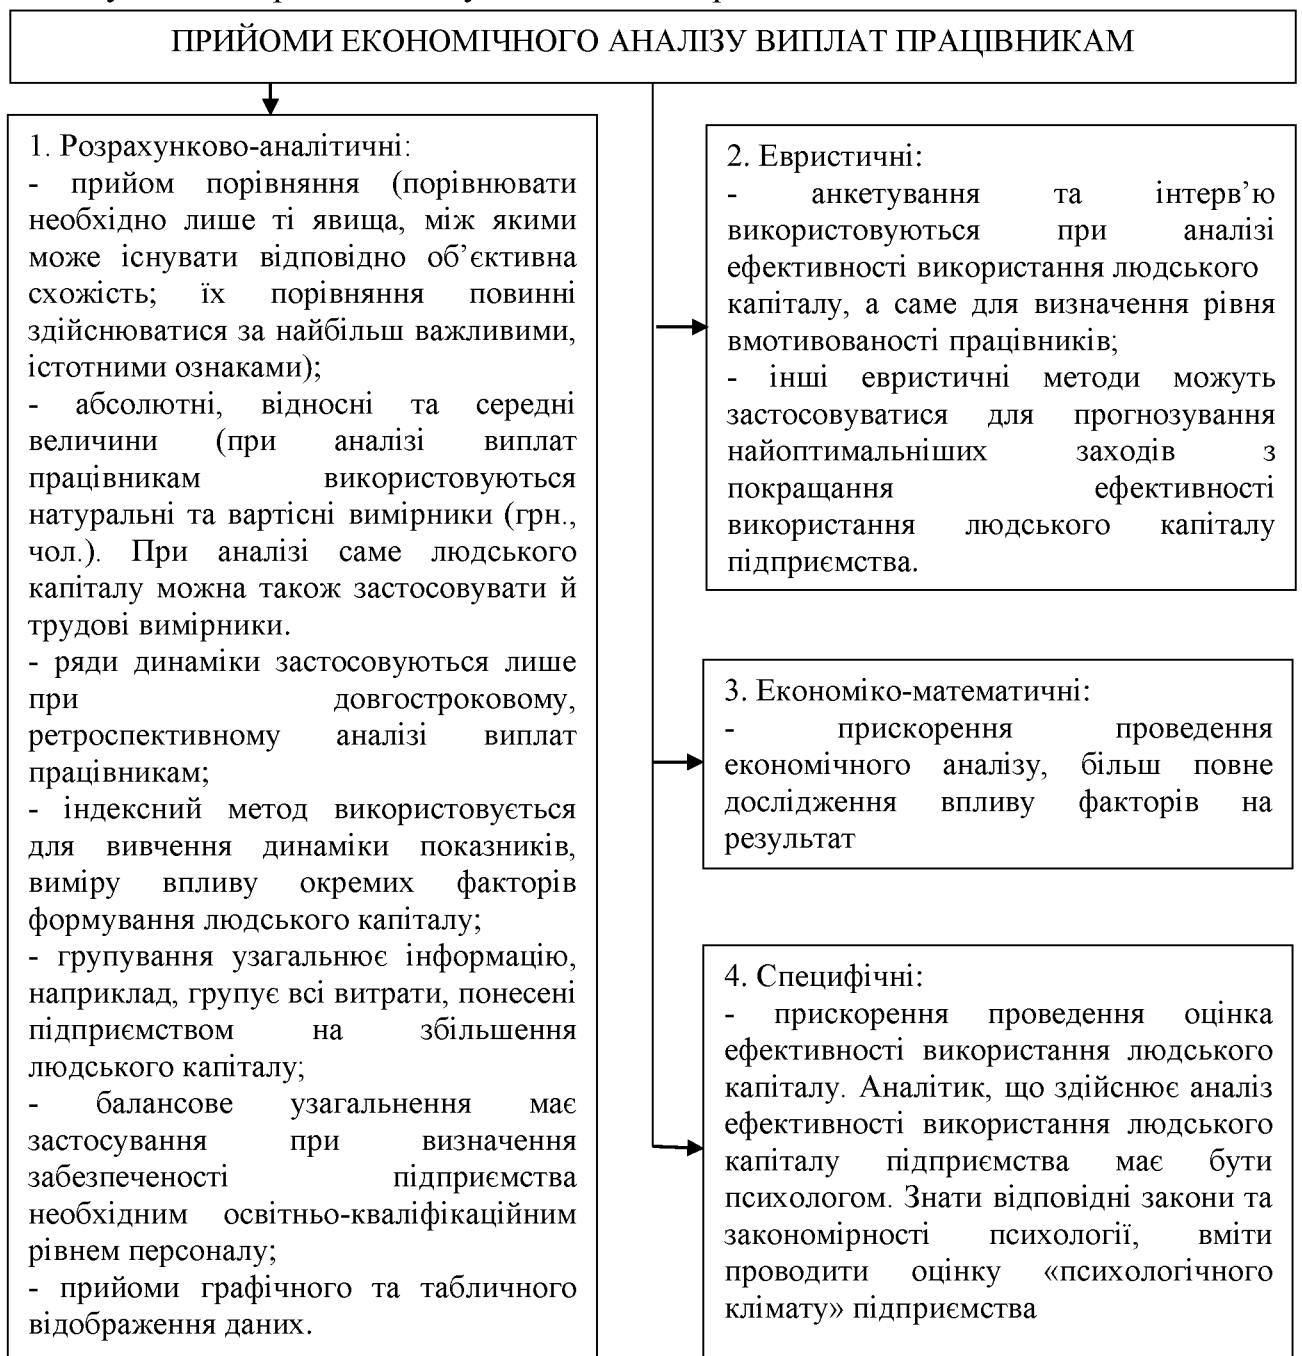 ПРИЙОМИ ЕКОНОМІЧНОГО АНАЛІЗУ ВИПЛАТ ПРАЦІВНИКАМ
1. Розрахунково-аналітичні:
- прийом порівняння (порівнювати
необхідно лише ті явища, між якими
може існувати відповідно об’єктивна
схожість; їх порівняння повинні
здійснюватися за найбільш важливими,
істотними ознаками);
- абсолютні, відносні та середні
величини (при аналізі виплат
працівникам використовуються
натуральні та вартісні вимірники (грн.,
чол.). При аналізі саме людського
капіталу можна також застосовувати й
трудові вимірники.
- ряди динаміки застосовуються лише
при довгостроковому,
ретроспективному аналізі виплат
працівникам;
- індексний метод використовується
для вивчення динаміки показників,
виміру впливу окремих факторів
формування людського капіталу;
- групування узагальнює інформацію,
наприклад, групує всі витрати, понесені
підприємством на збільшення
людського капіталу;
- балансове узагальнення має
застосування при визначення
забезпеченості підприємства
необхідним освітньо-кваліфікаційним
рівнем персоналу;
- прийоми графічного та табличного
відображення даних.
2. Евристичні:
- анкетування та інтерв’ю
використовуються при аналізі
ефективності використання людського
капіталу, а саме для визначення рівня
вмотивованості працівників;
- інші евристичні методи можуть
застосовуватися для прогнозування
найоптимальніших заходів з
покращання ефективності
використання людського капіталу
підприємства.
3. Економіко-математичні:
- прискорення проведення
економічного аналізу, більш повне
дослідження впливу факторів на
результат
4. Специфічні:
- прискорення проведення оцінка
ефективності використання людського
капіталу. Аналітик, що здійснює аналіз
ефективності використання людського
капіталу підприємства має бути
психологом. Знати відповідні закони та
закономірності психології, вміти
проводити оцінку «психологічного
клімату» підприємства